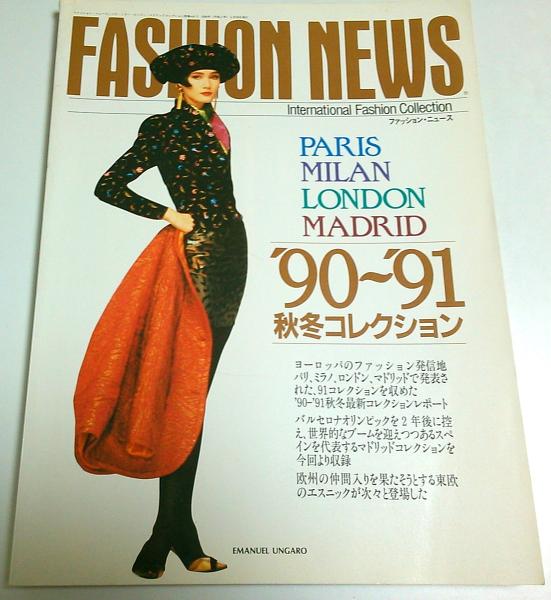 FASHION NEWS
International Fashion Collection
ファッション・ニュース
PARIS
MILAN
LONDON
MADRID
'90〜'91
秋冬コレクション
ヨーロッパのファッション発信地
パリ、ミラノ、ロンドン、マドリッドで発表さ
れた、91コレクションを収めた
'90-'91秋冬最新コレクションレポート
バルセロナオリンピックを2年後に控
え、世界的なブームを迎えつつあるスペ
インを代表するマドリッドコレクションを
今回より収録
欧州の仲間入りを果たそうとする東欧
のエスニックが次々と登場した
EMANUEL UNGARO